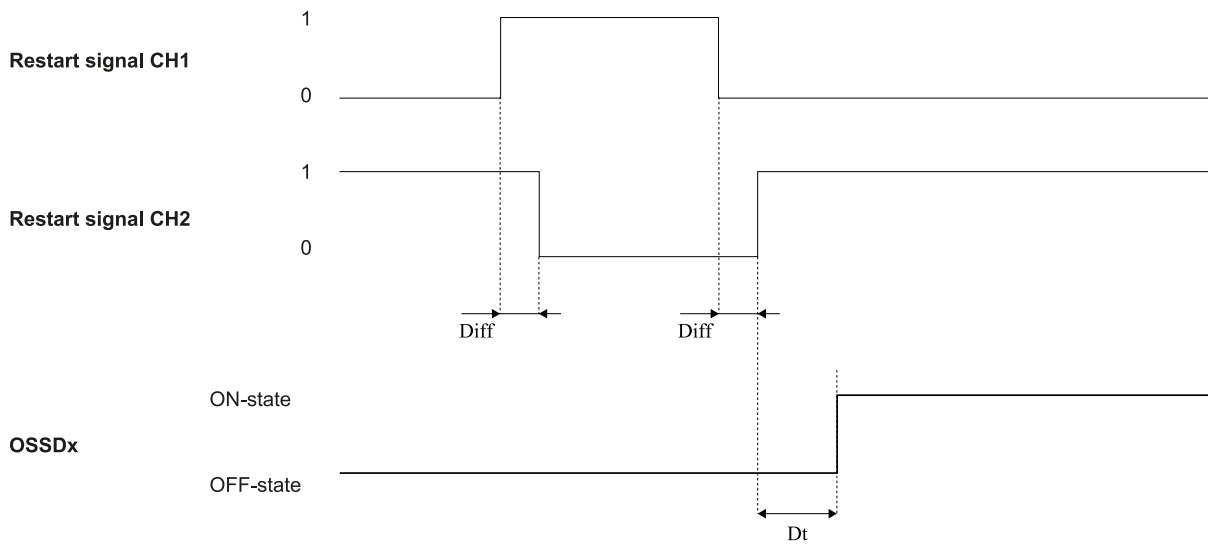 1
Restart signal CH1
0
1
Restart signal CH2
0
Diff
Diff
ON-state
OSSDx
OFF-state
Dt